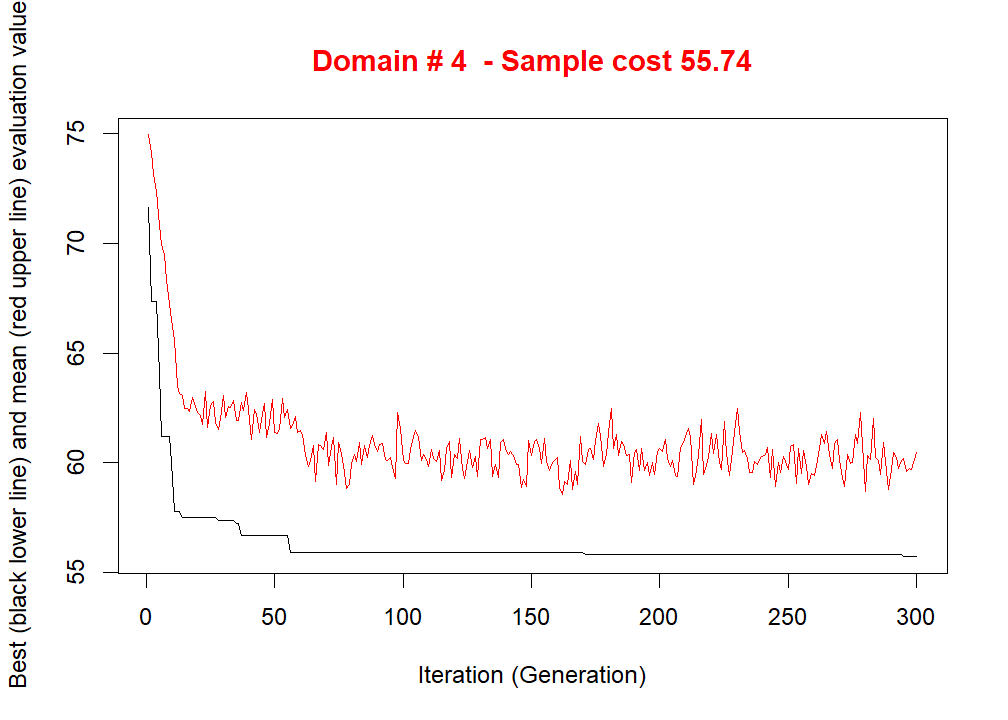 Domain # 4 - Sample cost 55.74
Best (black lower line) and mean (red upper line) evaluation value
75
70
65
60
55
0 50 100 150 200 250 300
Iteration (Generation)